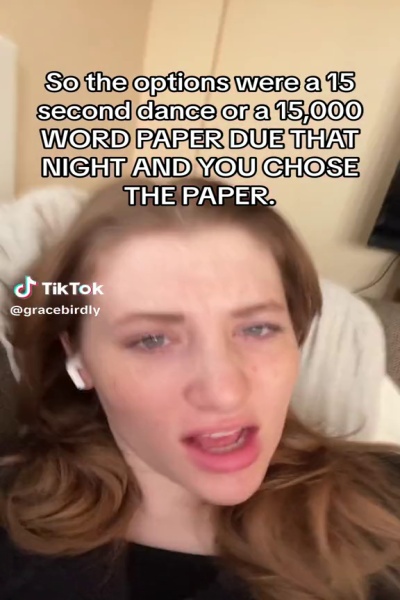 So the options were a 15
second dance or a 15,000
WORD PAPER DUE THAT
NIGHT AND YOU CHOSE
THE PAPER.
TikTok
@gracebirdly